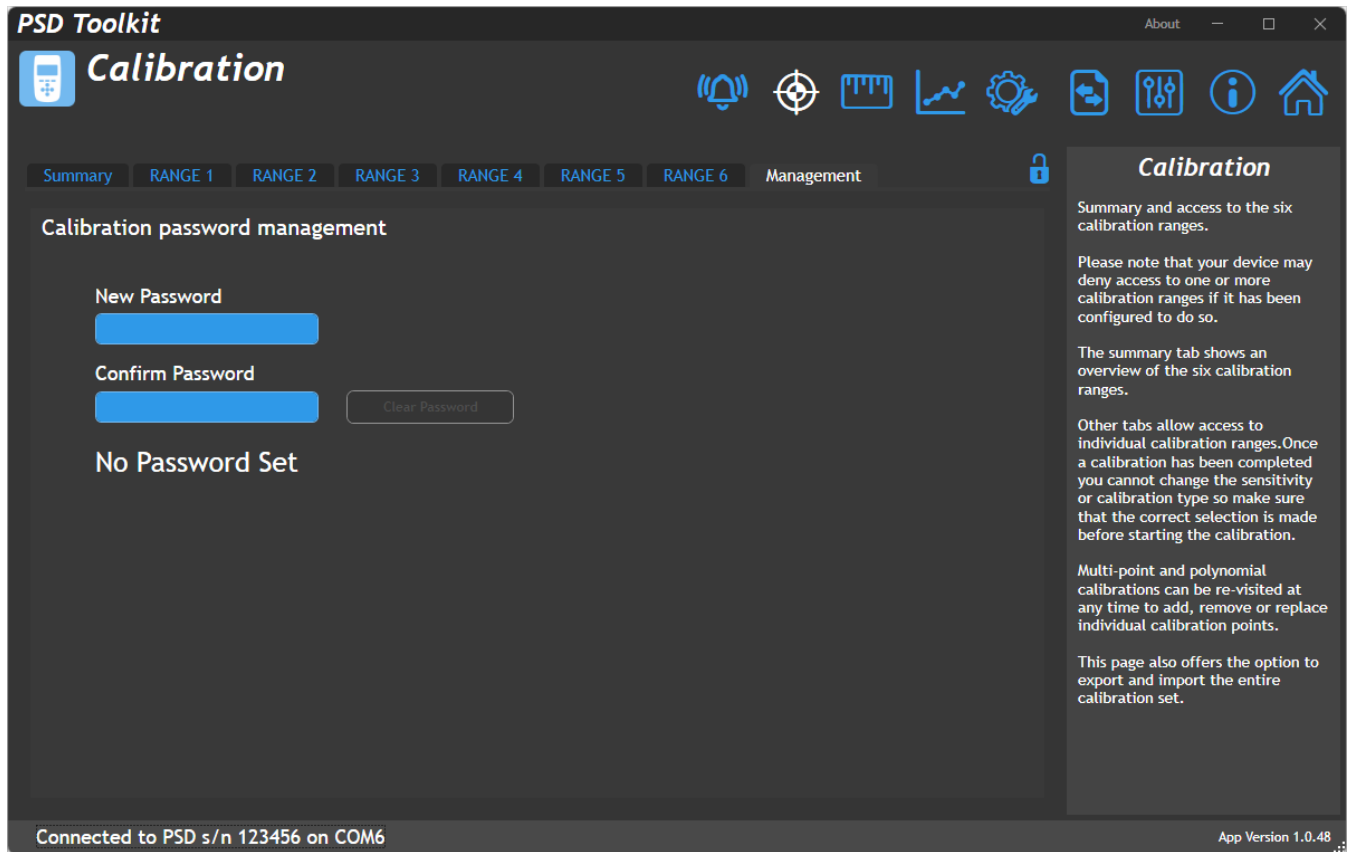 PSD Toolkit
About
Calibration
Summary RANGE 1 RANGE 2 RANGE 3 RANGE 4 RANGE 5 RANGE 6 Management
Calibration password management
New Password
Confirm Password
Clear Password
No Password Set
Calibration
Summary and access to the six
calibration ranges.
Please note that your device may
deny access to one or more
calibration ranges if it has been
configured to do so.
The summary tab shows an
overview of the six calibration
ranges.
Other tabs allow access to
individual calibration ranges.Once
a calibration has been completed
you cannot change the sensitivity
or calibration type so make sure
that the correct selection is made
before starting the calibration.
Multi-point and polynomial
calibrations can be re-visited at
any time to add, remove or replace
individual calibration points.
This page also offers the option to
export and import the entire
calibration set.
Connected to PSD s/n 123456 on COM6
App Version 1.0.48